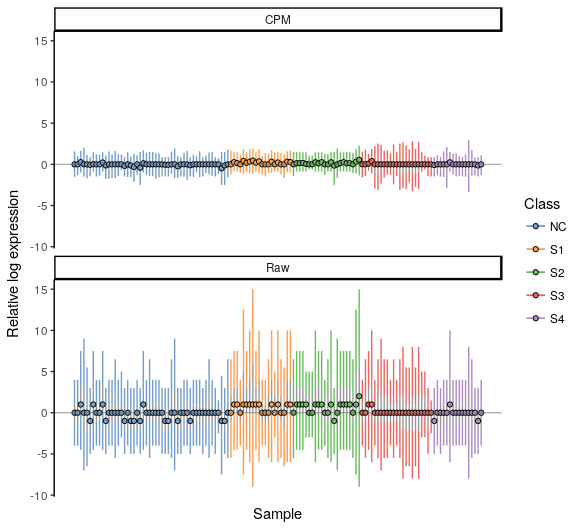 CPM
15
10
5
0
-5
-10
Raw
15
10
5
0
-5
-10
Relative log expression
Sample
Class
NC
S1
S2
S3
S4